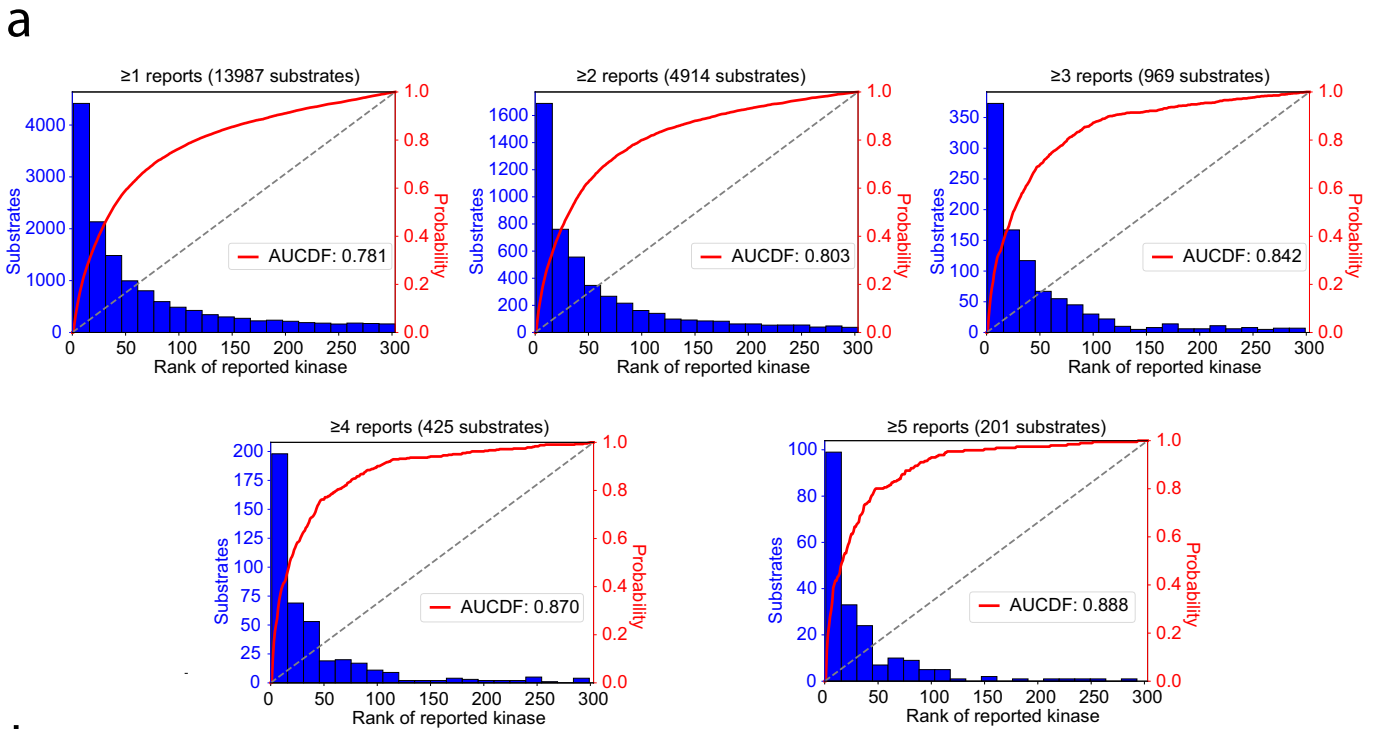 a
≥1 reports (13987 substrates)
4000
3000
2000
1000
0
Substrates
1.0
0.8
0.6
0.4
0.2
0.0
Probability
AUCDF: 0.781
0 50 100 150 200 250 300
Rank of reported kinase
≥2 reports (4914 substrates)
1600
1400
1200
1000
800
600
400
200
0
Substrates
1.0
0.8
0.6
0.4
0.2
0.0
Probability
AUCDF: 0.803
0 50 100 150 200 250 300
Rank of reported kinase
≥3 reports (969 substrates)
350
300
250
200
150
100
50
0
Substrates
1.0
0.8
0.6
0.4
0.2
0.0
Probability
AUCDF: 0.842
0 50 100 150 200 250 300
Rank of reported kinase
≥4 reports (425 substrates)
200
175
150
125
100
75
50
25
0
Substrates
1.0
0.8
0.6
0.4
0.2
0.0
Probability
AUCDF: 0.870
0 50 100 150 200 250 300
Rank of reported kinase
≥5 reports (201 substrates)
100
80
60
40
20
0
Substrates
1.0
0.8
0.6
0.4
0.2
0.0
Probability
AUCDF: 0.888
0 50 100 150 200 250 300
Rank of reported kinase